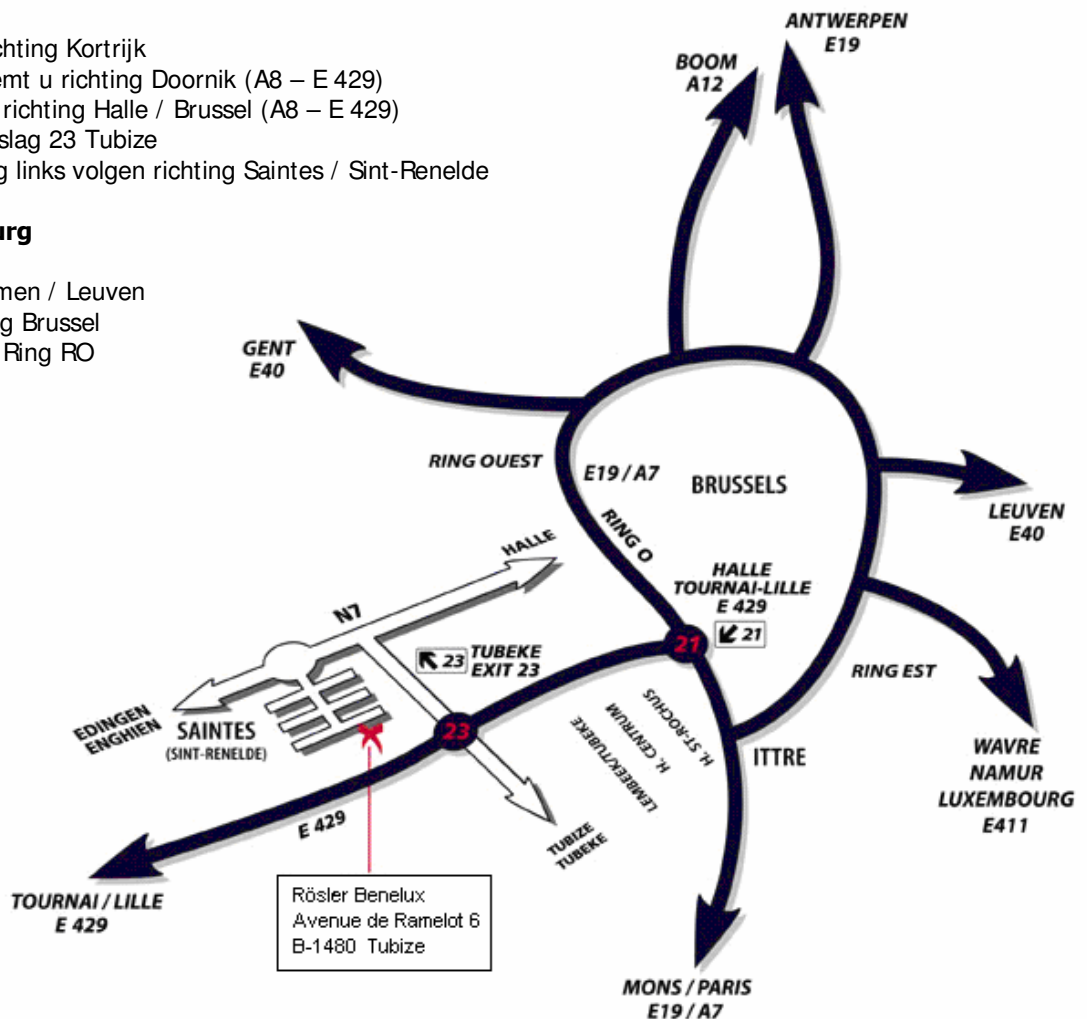 chting Kortrijk
emt u richting Doornik (A8 – E 429)
richting Halle / Brussel (A8 – E 429)
slag 23 Tubize
g links volgen richting Saintes / Sint-Renelde
urg
men / Leuven
g Brussel
Ring RO
ANTWERPEN
E19
BOOM
A12
GENT
E40
RING OUEST
E19 / A7
BRUSSELS
RING O
LEUVEN
E40
HALLE
TOURNAI-LILLE
E 429
21
21
HALLE
N7
23
TUBEKE
EXIT 23
RING EST
EDINGEN
ENGHIEN
SAINTES
(SINT-RENELDE)
23
H. ST-ROCHUS
H. CENTRUM
LEMBEEK/TUBEKE
ITTRE
WAVRE
NAMUR
LUXEMBOURG
E411
E 429
TUBIZE
TUBEKE
TOURNAI / LILLE
E 429
Rösler Benelux
Avenue de Ramelot 6
B-1480 Tubize
MONS / PARIS
E19 / A7